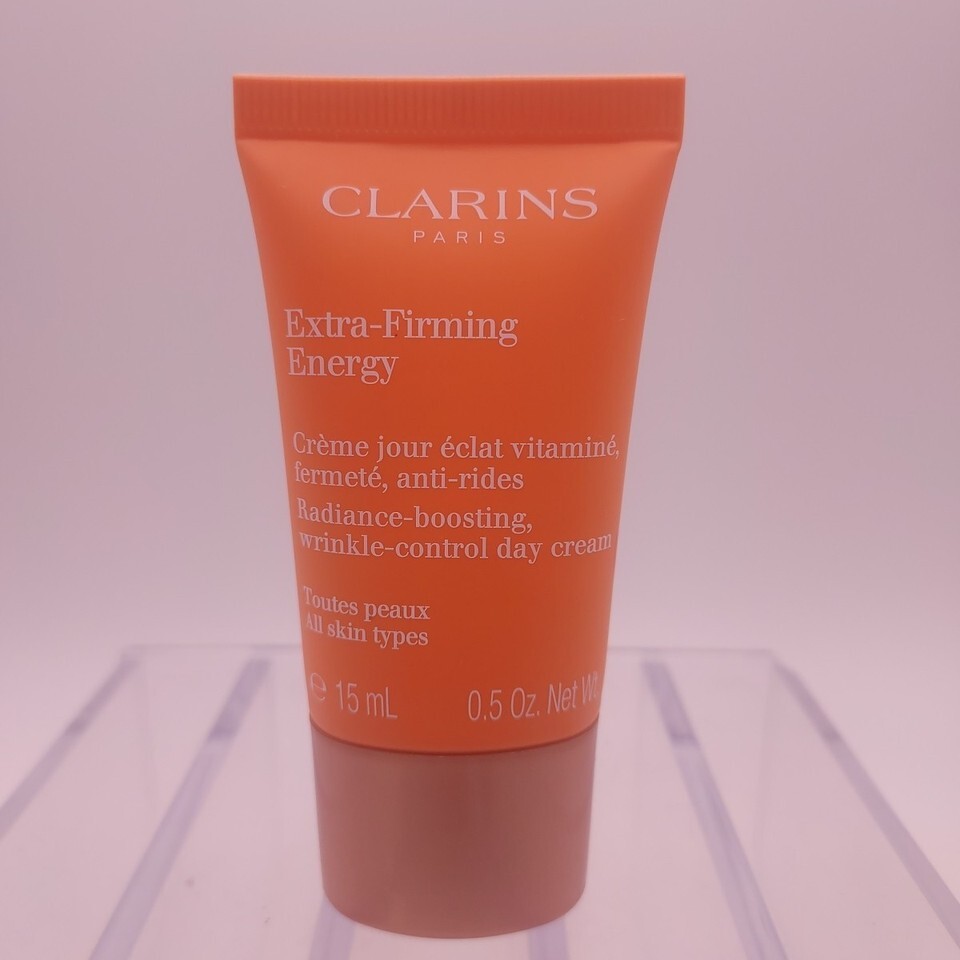 CLARINS
PARIS
Extra-Firming
Energy
Crème jour éclat vitaminé,
fermeté, anti-rides
Radiance-boosting,
wrinkle-control day cream
Toutes peaux
All skin types
℮ 15 mL 0.5 Oz. Net Wt.